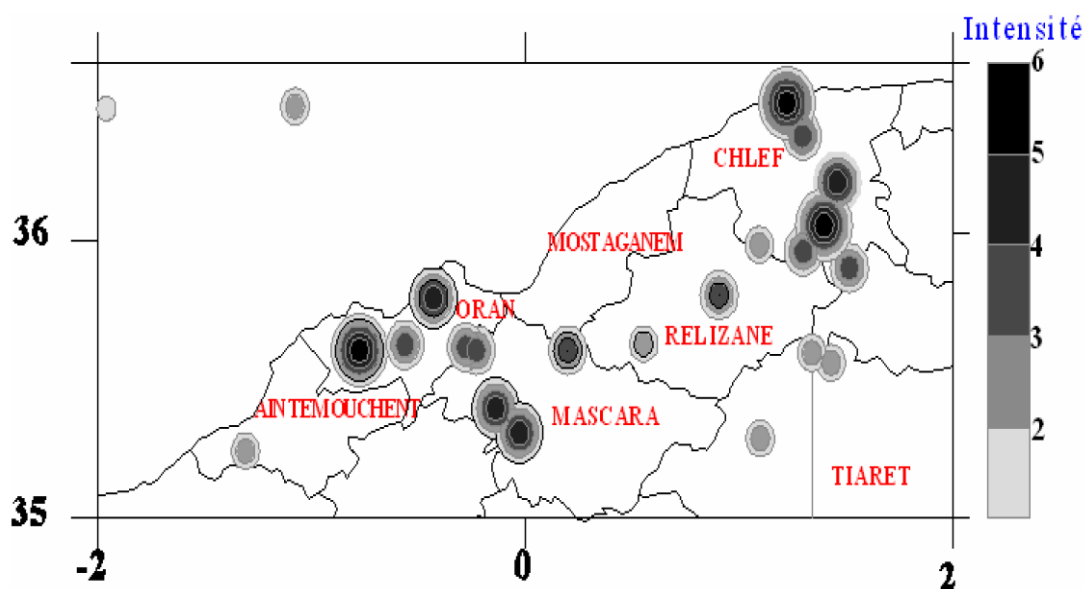 Intensité
6
CHLEF
5
36
MOSTAGANEM
4
ORAN
RELIZANE
3
AINTEMOUCHENT
MASCARA
2
TIARET
35
-2
0
2